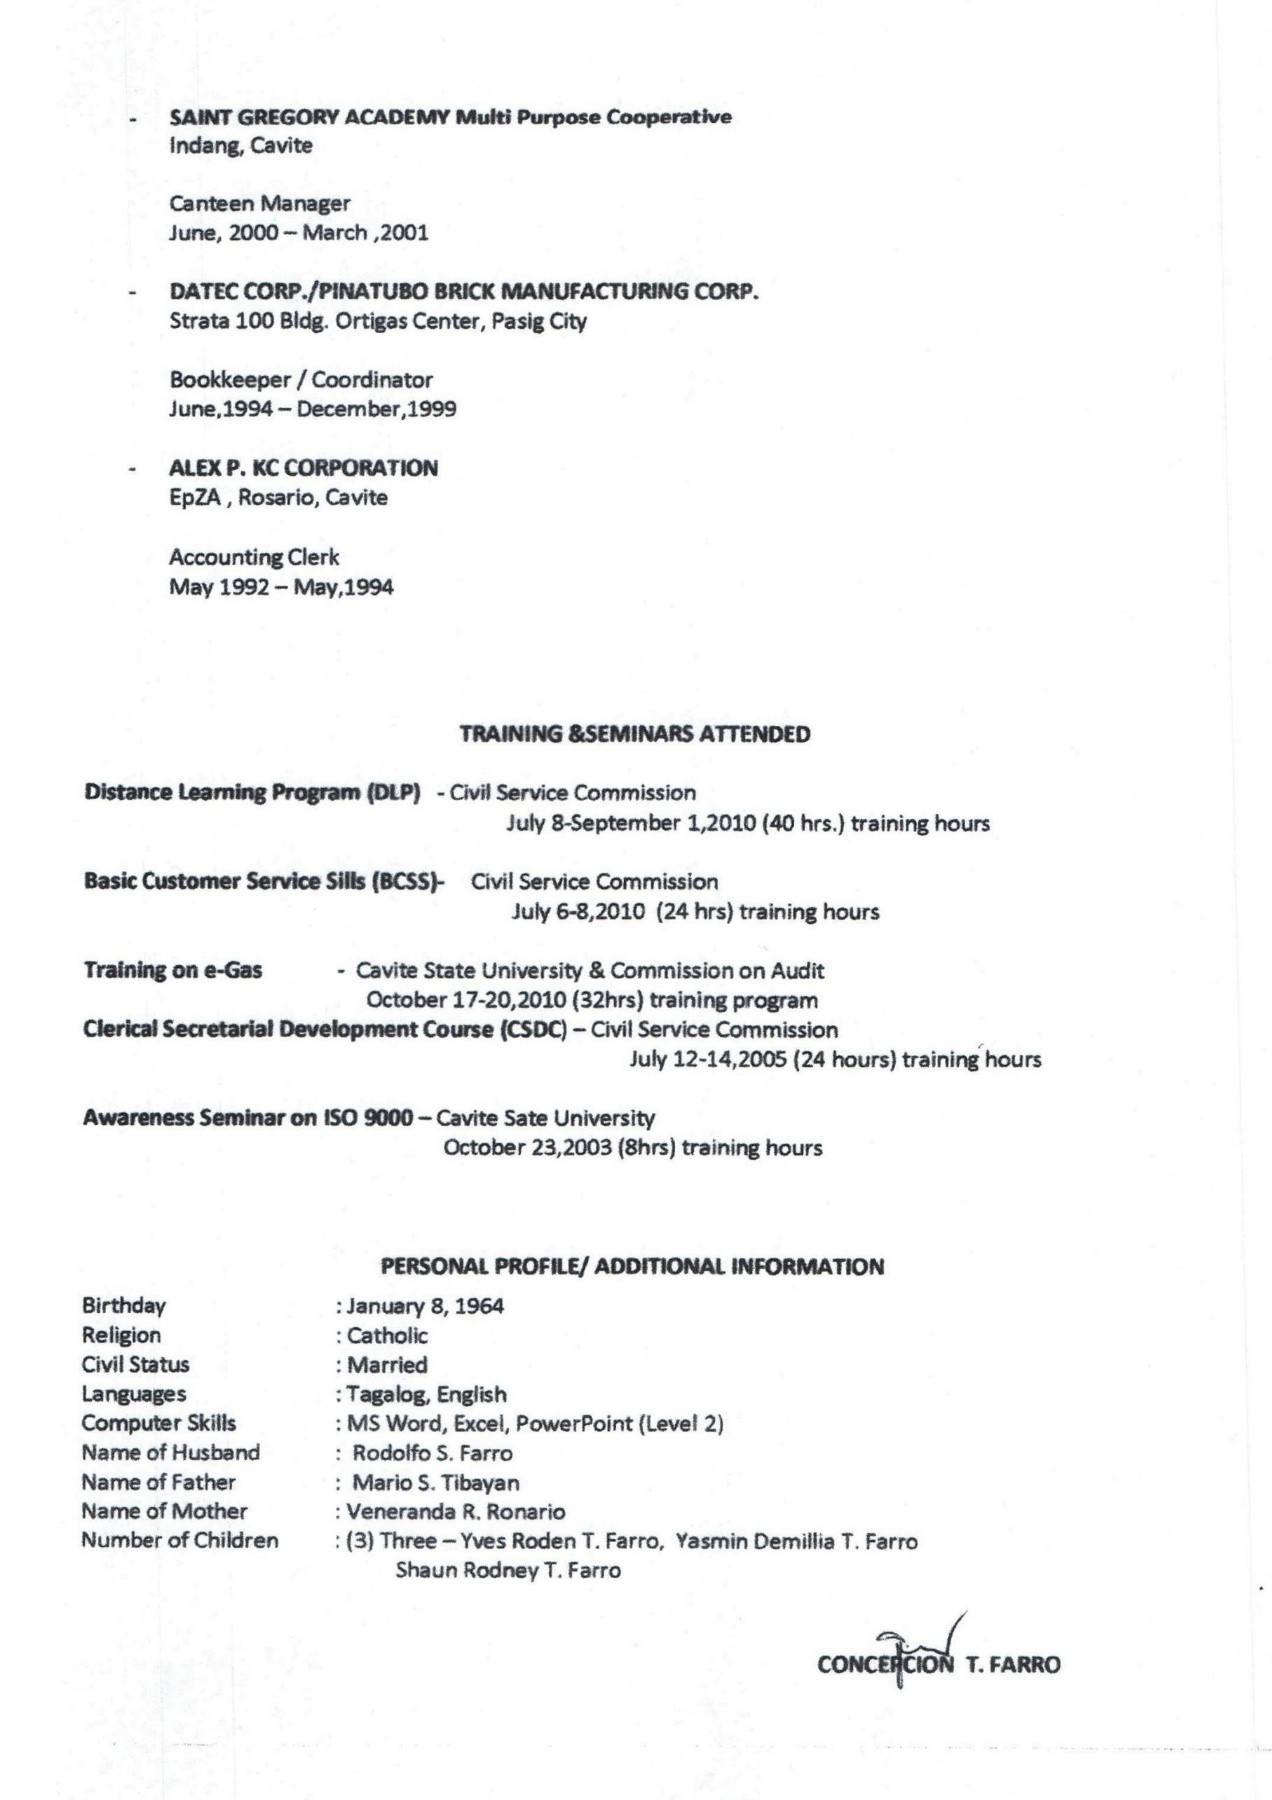 - SAINT GREGORY ACADEMY Multi Purpose Cooperative
Indang, Cavite
Canteen Manager
June, 2000 – March ,2001
- DATEC CORP./PINATUBO BRICK MANUFACTURING CORP.
Strata 100 Bldg. Ortigas Center, Pasig City
Bookkeeper / Coordinator
June,1994 – December,1999
- ALEX P. KC CORPORATION
EpZA , Rosario, Cavite
Accounting Clerk
May 1992 – May,1994
TRAINING &SEMINARS ATTENDED
Distance Learning Program (DLP) - Civil Service Commission
July 8-September 1,2010 (40 hrs.) training hours
Basic Customer Service Sills (BCSS)- Civil Service Commission
July 6-8,2010 (24 hrs) training hours
Training on e-Gas - Cavite State University & Commission on Audit
October 17-20,2010 (32hrs) training program
Clerical Secretarial Development Course (CSDC) – Civil Service Commission
July 12-14,2005 (24 hours) training hours
Awareness Seminar on ISO 9000 – Cavite Sate University
October 23,2003 (8hrs) training hours
PERSONAL PROFILE/ ADDITIONAL INFORMATION
Birthday : January 8, 1964
Religion : Catholic
Civil Status : Married
Languages : Tagalog, English
Computer Skills : MS Word, Excel, PowerPoint (Level 2)
Name of Husband : Rodolfo S. Farro
Name of Father : Mario S. Tibayan
Name of Mother : Veneranda R. Ronario
Number of Children : (3) Three – Yves Roden T. Farro, Yasmin Demillia T. Farro
Shaun Rodney T. Farro
CONCEPCION T. FARRO